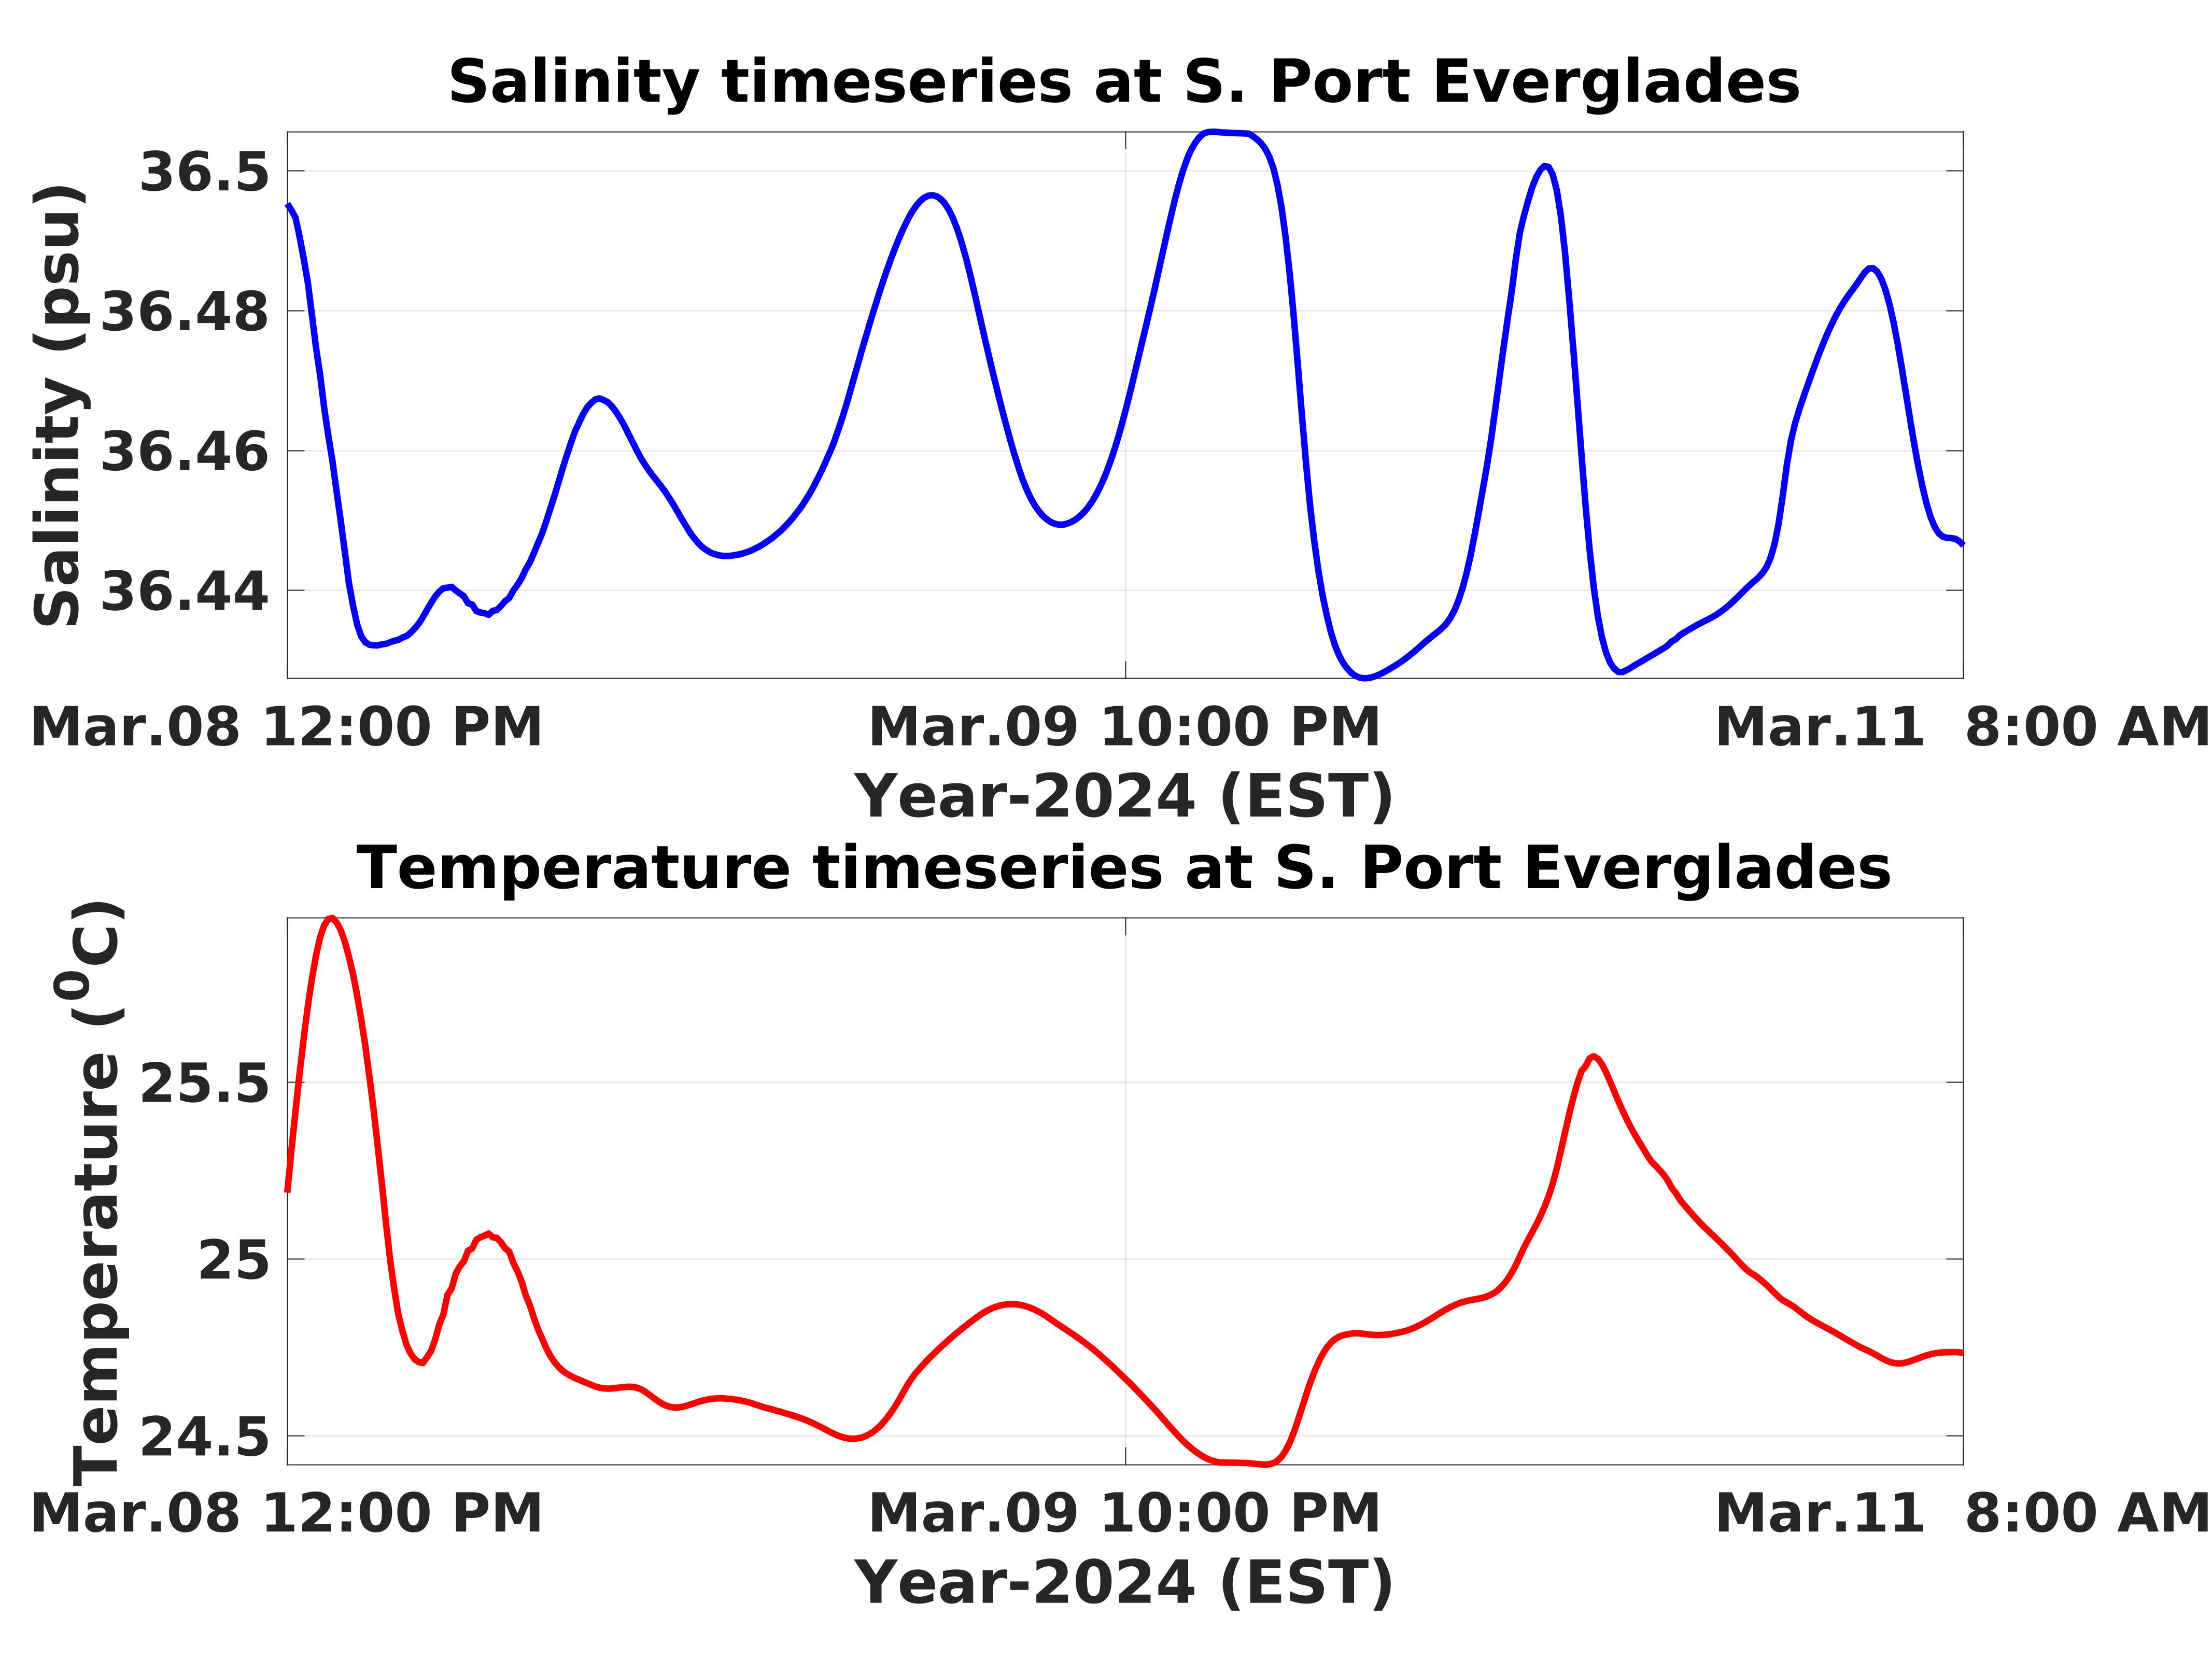 Salinity timeseries at S. Port Everglades
Salinity (psu)
36.5
36.48
36.46
36.44
Mar.08 12:00 PM Mar.09 10:00 PM Mar.11  8:00 AM
Year-2024 (EST)
Temperature timeseries at S. Port Everglades
Temperature (⁰C)
25.5
25
24.5
Mar.08 12:00 PM Mar.09 10:00 PM Mar.11  8:00 AM
Year-2024 (EST)